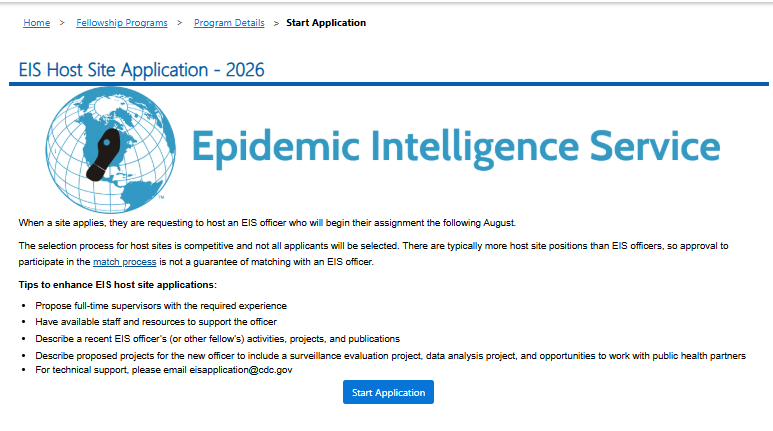 Home > Fellowship Programs > Program Details > Start Application
EIS Host Site Application - 2026
Epidemic Intelligence Service
TM
When a site applies, they are requesting to host an EIS officer who will begin their assignment the following August.
The selection process for host sites is competitive and not all applicants will be selected. There are typically more host site positions than EIS officers, so approval to
participate in the match process is not a guarantee of matching with an EIS officer.
Tips to enhance EIS host site applications:
• Propose full-time supervisors with the required experience
• Have available staff and resources to support the officer
• Describe a recent EIS officer's (or other fellow's) activities, projects, and publications
• Describe proposed projects for the new officer to include a surveillance evaluation project, data analysis project, and opportunities to work with public health partners
• For technical support, please email eisapplication@cdc.gov
Start Application